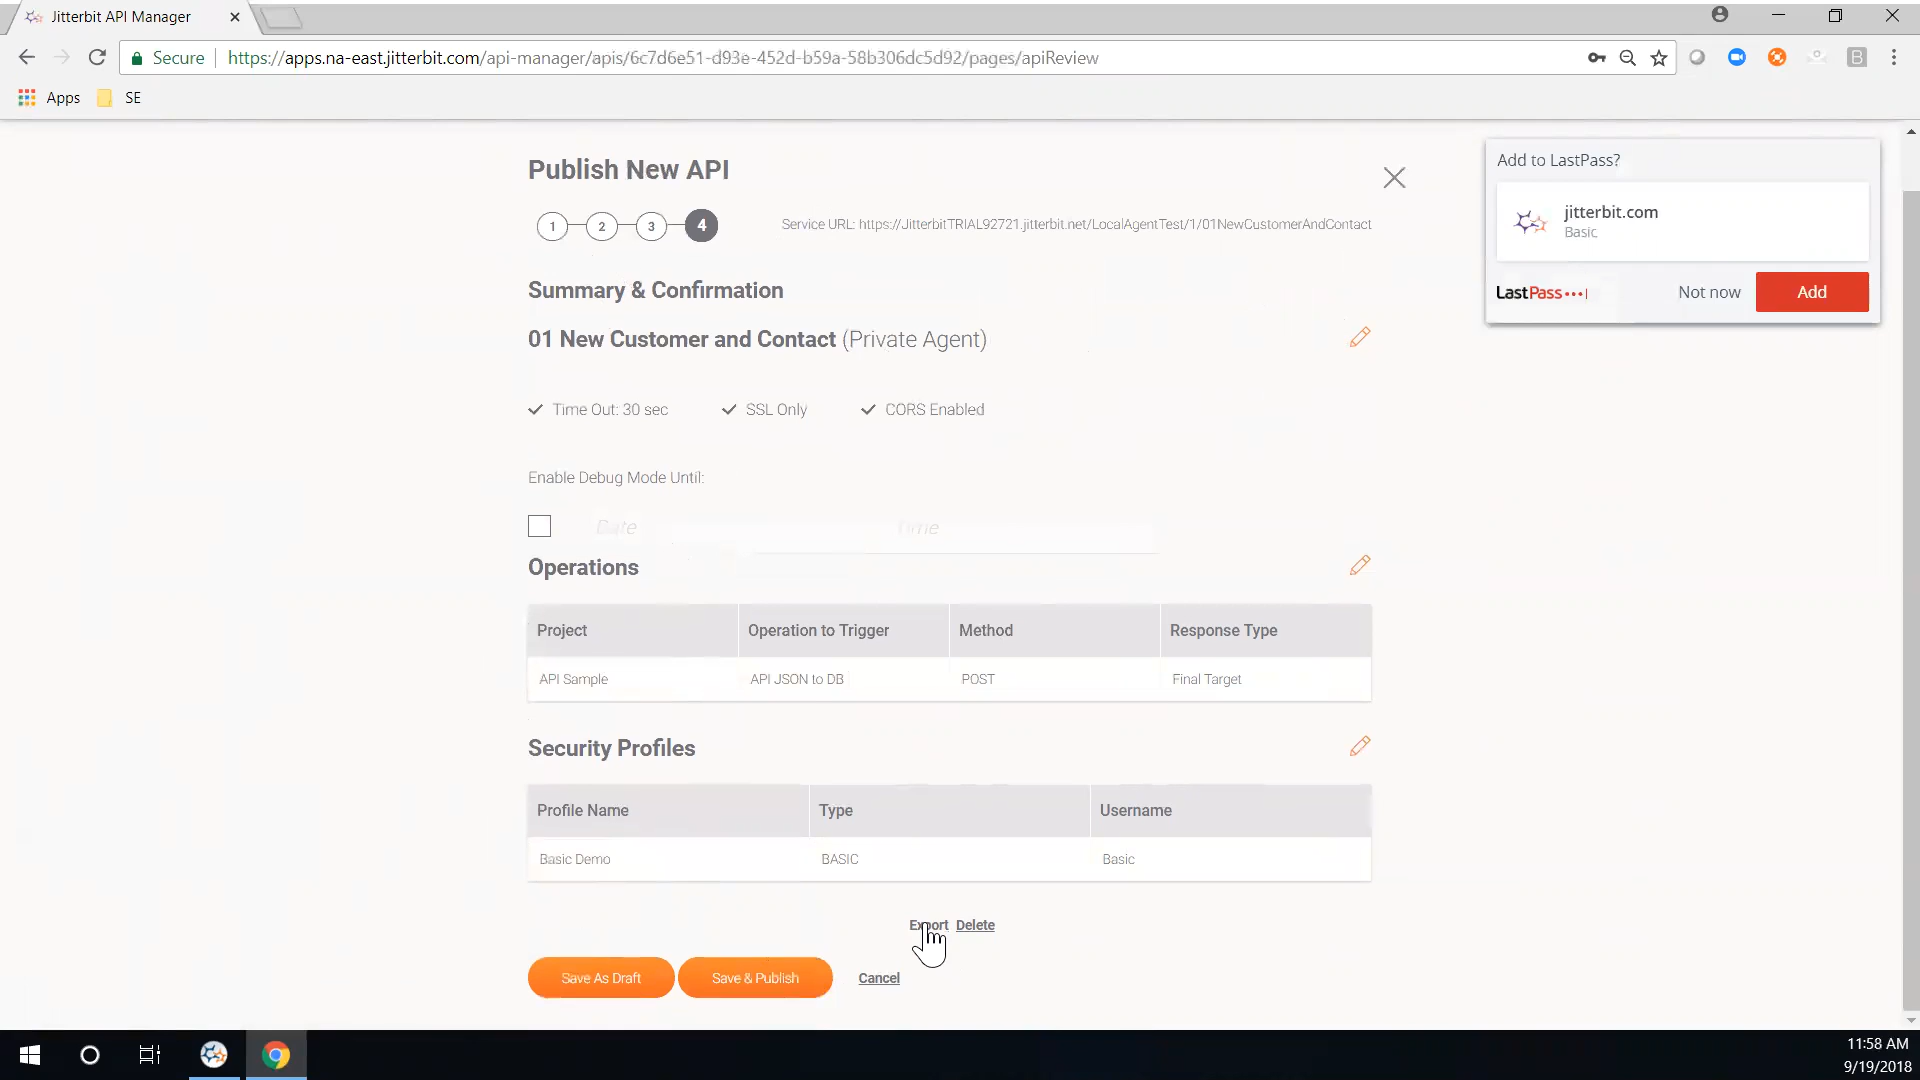 Jitterbit API Manager
Secure https://apps.na-east.jitterbit.com/api-manager/apis/6c7d6e51-d93e-452d-b59a-58b306dc5d92/pages/apiReview
Apps SE
Publish New API
1 2 3 4 Service URL: https://JitterbitTRIAL92721.jitterbit.net/LocalAgentTest/1/01NewCustomerAndContact
Summary & Confirmation
01 New Customer and Contact (Private Agent)
Time Out: 30 sec SSL Only CORS Enabled
Enable Debug Mode Until:
Date Time
Operations
Project Operation to Trigger Method Response Type
API Sample API JSON to DB POST Final Target
Security Profiles
Profile Name Type Username
Basic Demo BASIC Basic
Export Delete
Save As Draft Save & Publish Cancel
Add to LastPass?
jitterbit.com
Basic
LastPass Not now Add
11:58 AM
9/19/2018